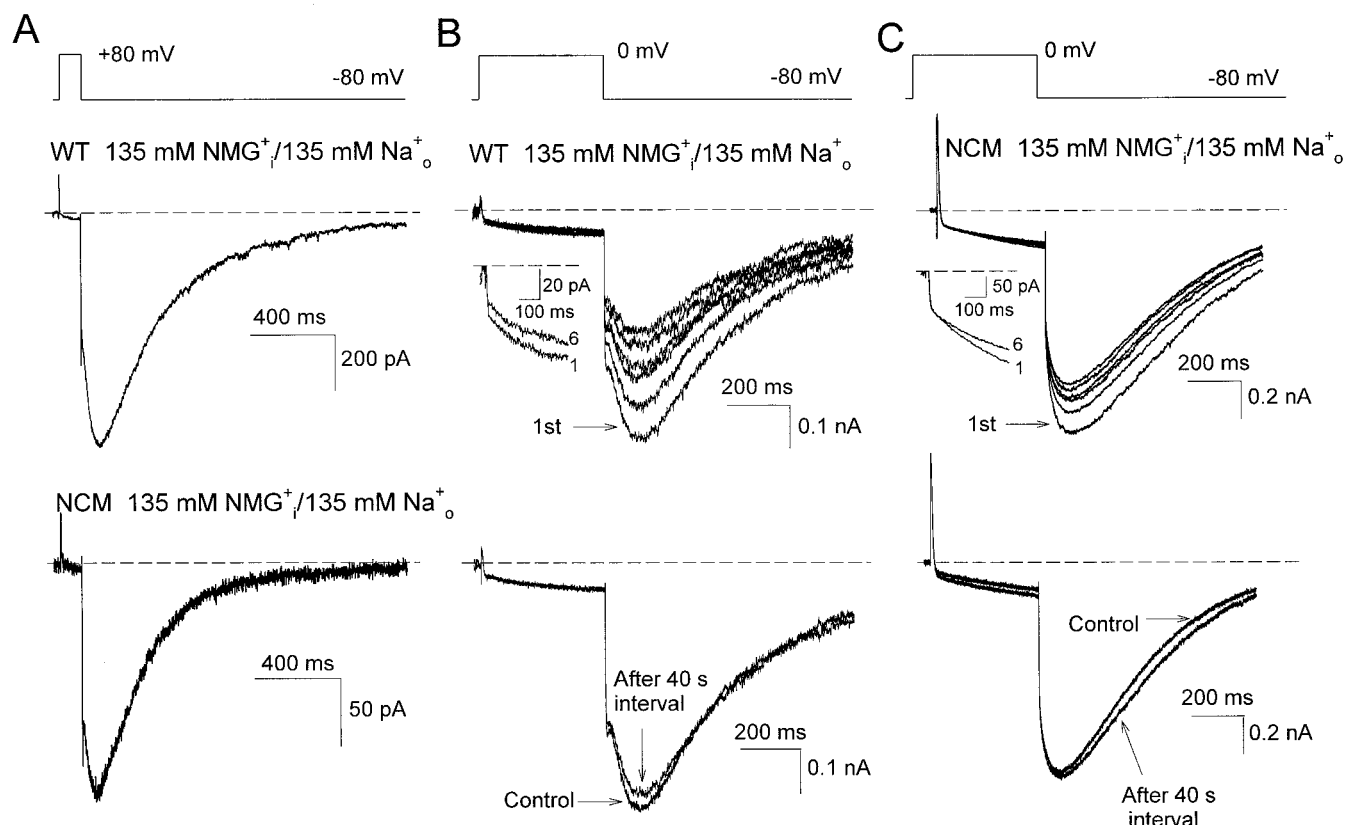 A
+80 mV
-80 mV
WT 135 mM NMG⁺ᵢ/135 mM Na⁺ₒ
400 ms
200 pA
NCM 135 mM NMG⁺ᵢ/135 mM Na⁺ₒ
400 ms
50 pA
B
0 mV
-80 mV
WT 135 mM NMG⁺ᵢ/135 mM Na⁺ₒ
20 pA
100 ms
6
1
200 ms
0.1 nA
1st
After 40 s
interval
200 ms
0.1 nA
Control
C
0 mV
-80 mV
NCM 135 mM NMG⁺ᵢ/135 mM Na⁺ₒ
50 pA
100 ms
6
1
200 ms
0.2 nA
1st
Control
200 ms
0.2 nA
After 40 s
interval